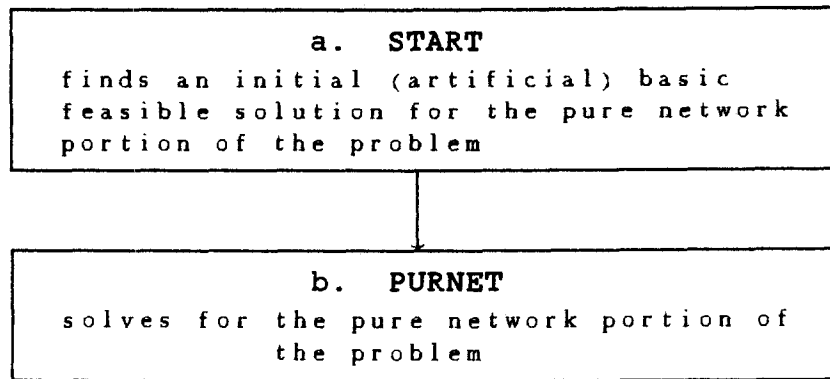 a. START
finds an initial (artificial) basic
feasible solution for the pure network
portion of the problem
b. PURNET
solves for the pure network portion of
the problem